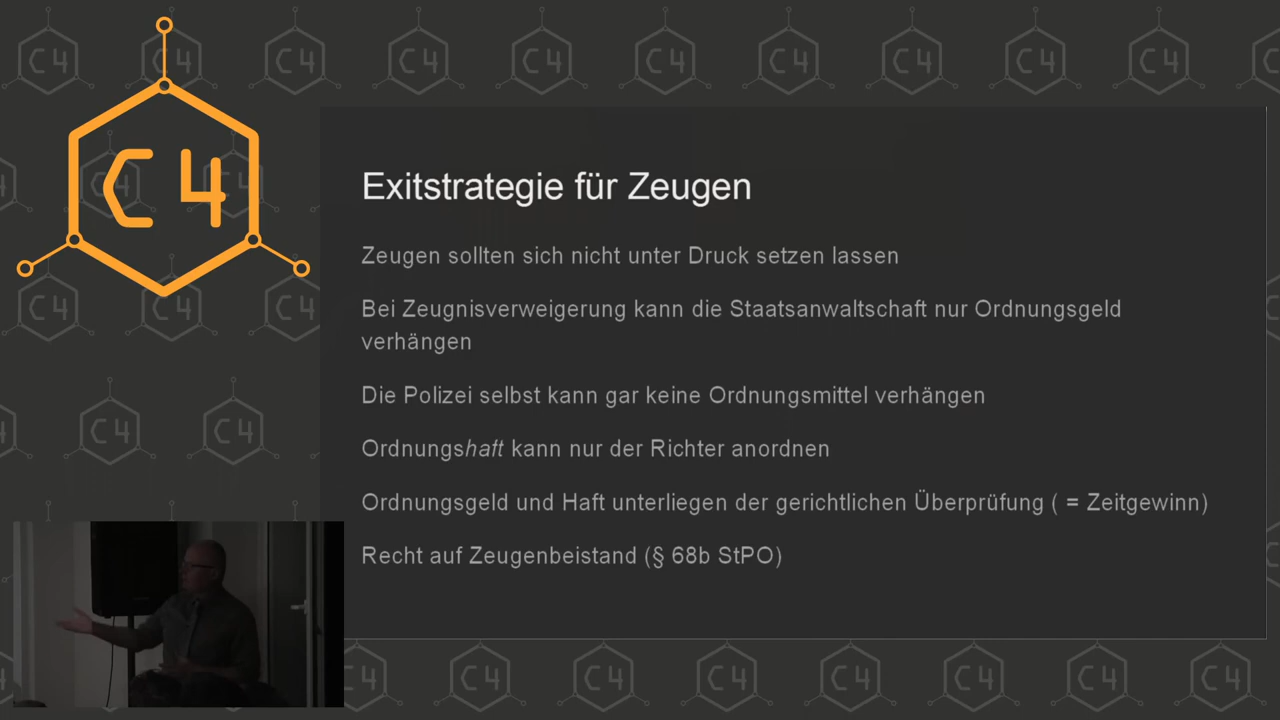 C4
Exitstrategie für Zeugen
Zeugen sollten sich nicht unter Druck setzen lassen
Bei Zeugnisverweigerung kann die Staatsanwaltschaft nur Ordnungsgeld
verhängen
Die Polizei selbst kann gar keine Ordnungsmittel verhängen
Ordnungshaft kann nur der Richter anordnen
Ordnungsgeld und Haft unterliegen der gerichtlichen Überprüfung ( = Zeitgewinn)
Recht auf Zeugenbeistand (§ 68b StPO)